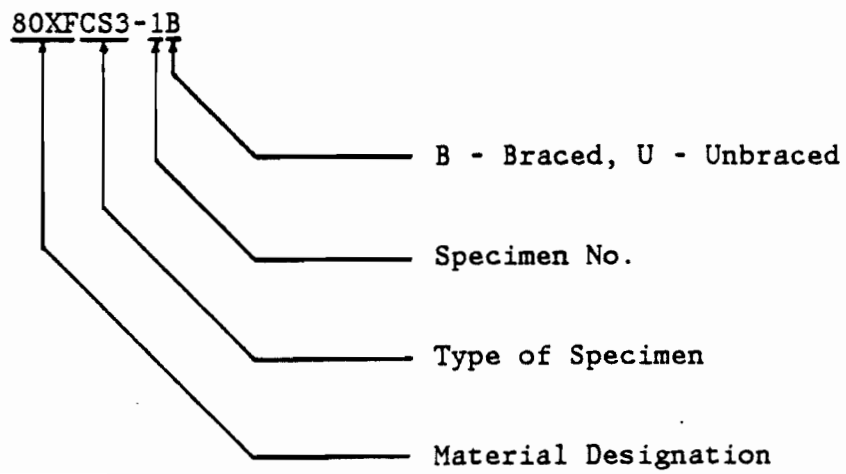 80XFCS3-1B
B - Braced, U - Unbraced
Specimen No.
Type of Specimen
Material Designation